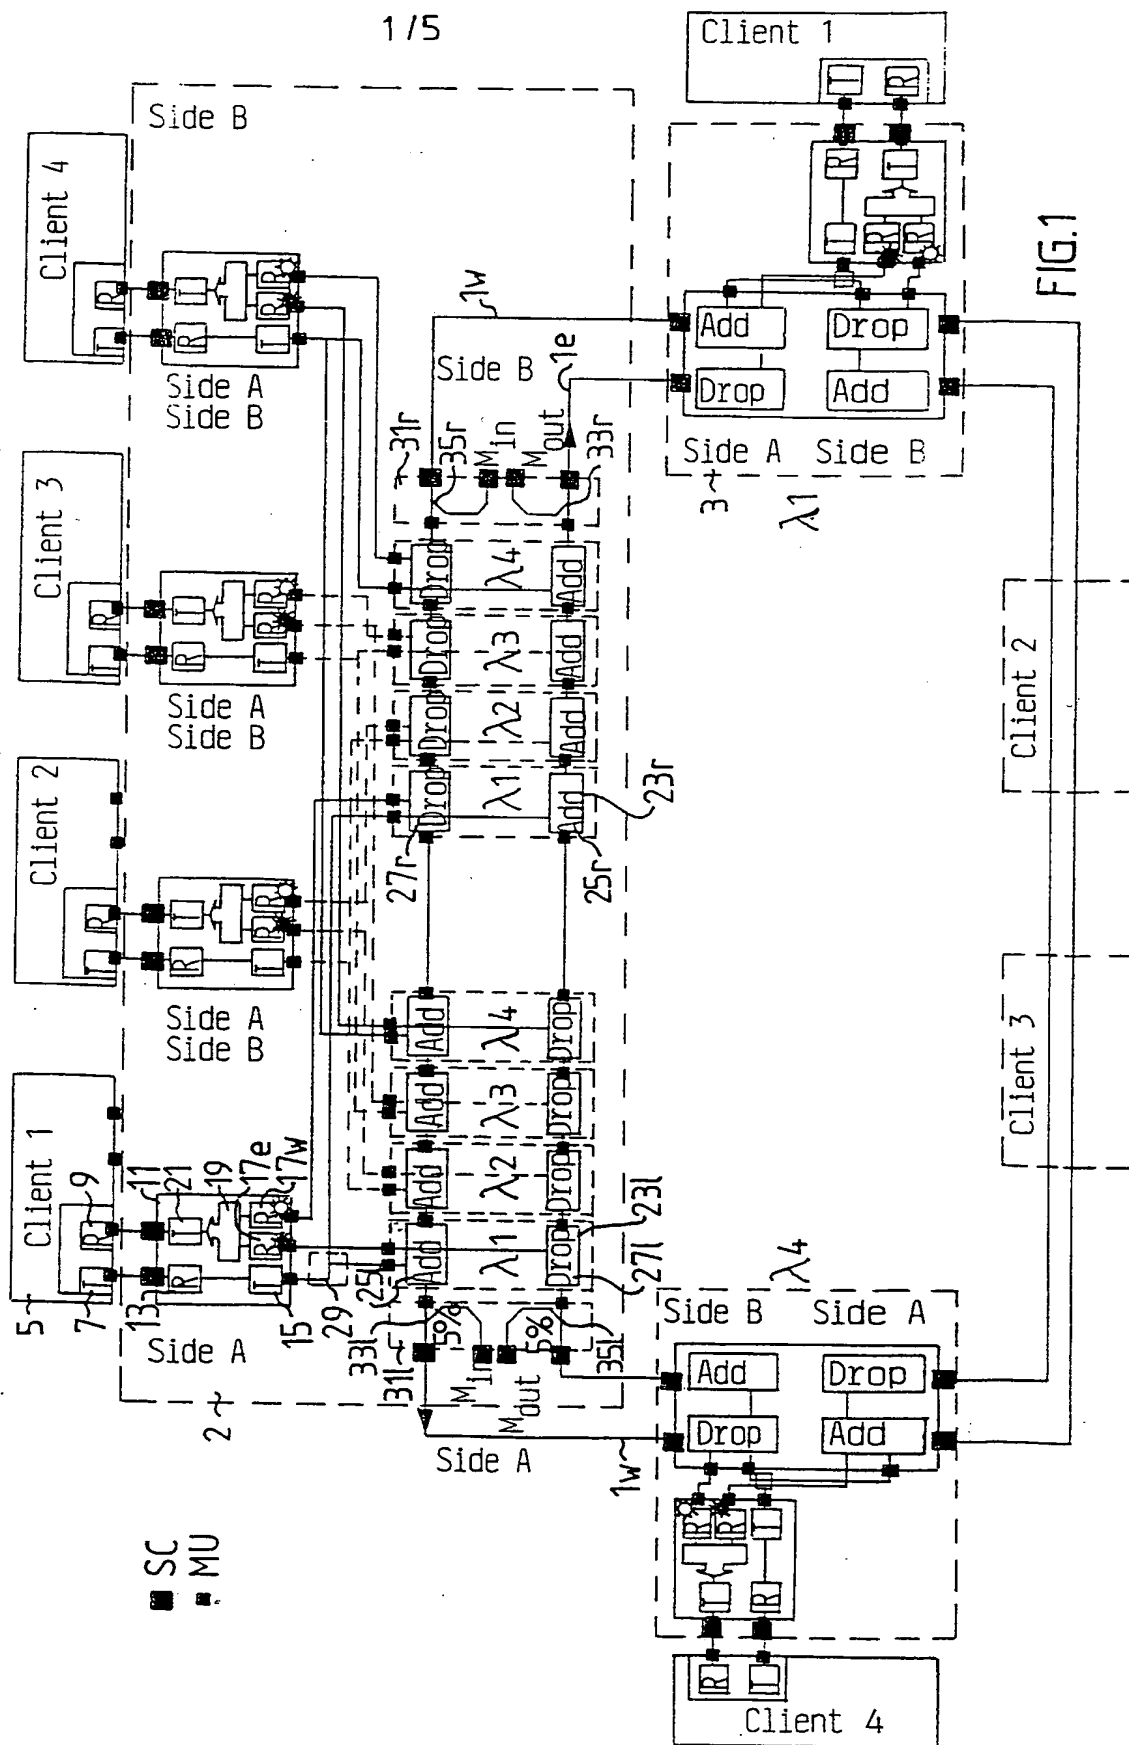 1/5
Client 1
Client 2
Client 3
Client 4
T
R
T
R
T
R
T
R
5
7
9
11
13
21
19
17e
17w
15
29
R
T
T
R
R
R
T
T
R
R
R
T
T
R
R
R
T
T
R
R
Side A
Side B
Side A
Side B
Side A
Side B
Side A
Side B
2
25
Add
Add
Add
Add
Drop
Drop
Drop
Drop
λ1
λ2
λ3
λ4
λ1
λ2
λ3
λ4
Drop
Drop
Drop
Drop
Add
Add
Add
Add
27r
25r
23r
23l
27l
33l
31l
35l
5%
5%
Min
Mout
31r
35r
Min
Mout
33r
1w
1e
Side B
Side A
1w
Client 1
T
R
R
T
T
R
R
Add
Drop
Drop
Add
Side A
Side B
3
λ1
Client 2
Client 3
λ4
Side B
Side A
Add
Drop
Drop
Add
R
R
T
T
R
R
T
Client 4
SC
MU
FIG.1